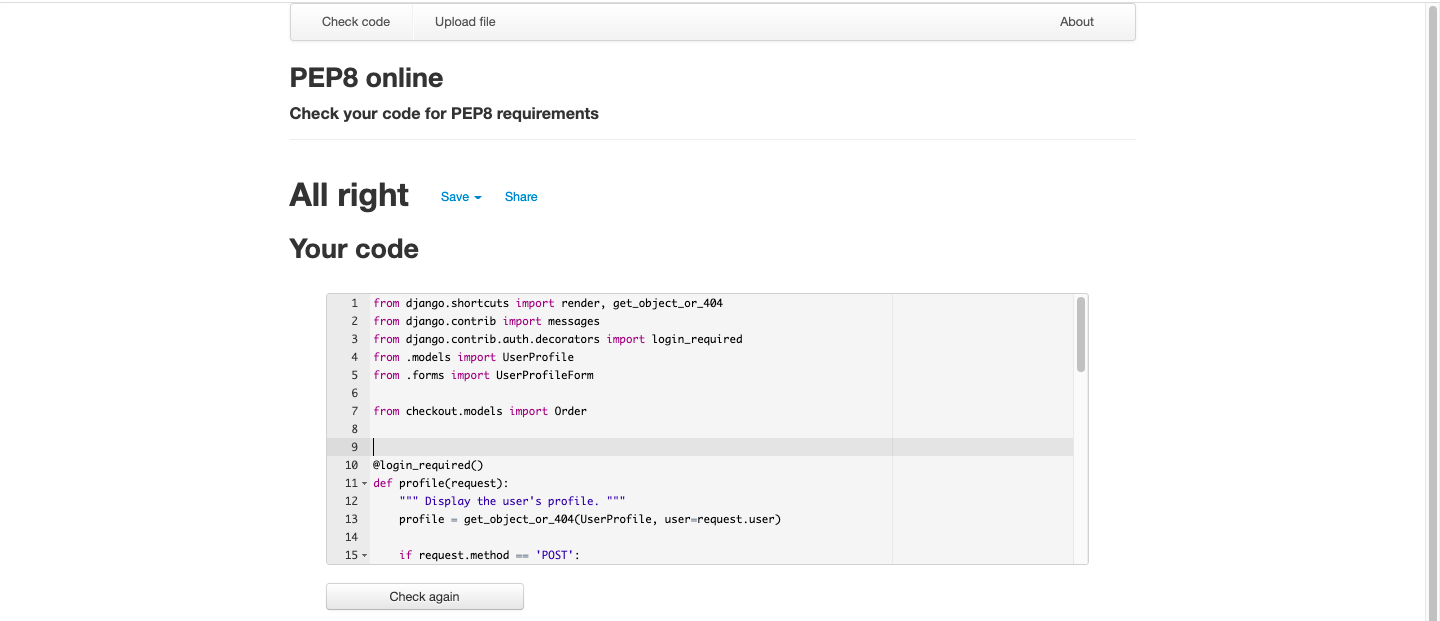 Check code Upload file About
PEP8 online
Check your code for PEP8 requirements
All right Save Share
Your code
1 from django.shortcuts import render, get_object_or_404
2 from django.contrib import messages
3 from django.contrib.auth.decorators import login_required
4 from .models import UserProfile
5 from .forms import UserProfileForm
6
7 from checkout.models import Order
8
9
10 @login_required()
11 def profile(request):
12     """ Display the user's profile. """
13     profile = get_object_or_404(UserProfile, user=request.user)
14
15     if request.method == 'POST':
Check again